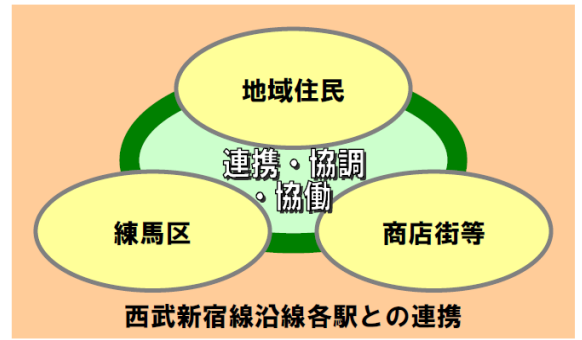 地域住民
連携・協調
・協働
練馬区
商店街等
西武新宿線沿線各駅との連携